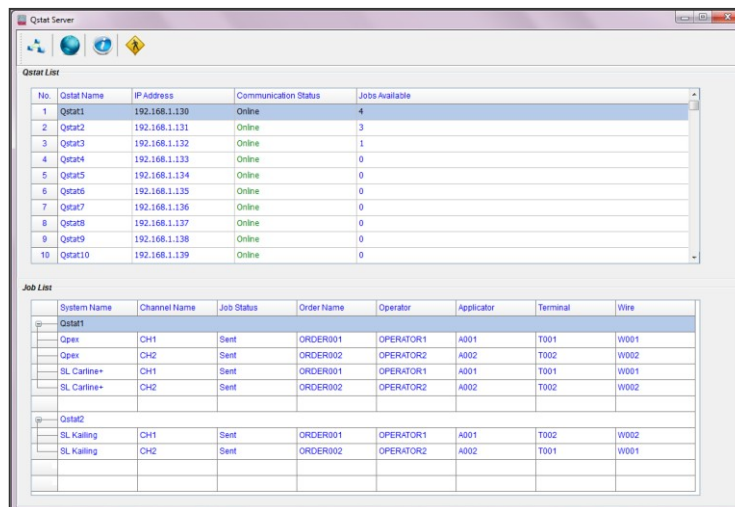 Qstat Server
Qstat List
No. Qstat Name IP Address Communication Status Jobs Available
1 Qstat1 192.168.1.130 Online 4
2 Qstat2 192.168.1.131 Online 3
3 Qstat3 192.168.1.132 Online 1
4 Qstat4 192.168.1.133 Online 0
5 Qstat5 192.168.1.134 Online 0
6 Qstat6 192.168.1.135 Online 0
7 Qstat7 192.168.1.136 Online 0
8 Qstat8 192.168.1.137 Online 0
9 Qstat9 192.168.1.138 Online 0
10 Qstat10 192.168.1.139 Online 0
Job List
System Name Channel Name Job Status Order Name Operator Applicator Terminal Wire
Qstat1
Qpex CH1 Sent ORDER001 OPERATOR1 A001 T001 W001
Qpex CH2 Sent ORDER002 OPERATOR2 A002 T002 W002
SL Carline+ CH1 Sent ORDER001 OPERATOR1 A001 T001 W001
SL Carline+ CH2 Sent ORDER002 OPERATOR2 A002 T002 W002
Qstat2
SL Kailing CH1 Sent ORDER001 OPERATOR1 A001 T002 W002
SL Kailing CH2 Sent ORDER002 OPERATOR2 A002 T001 W001